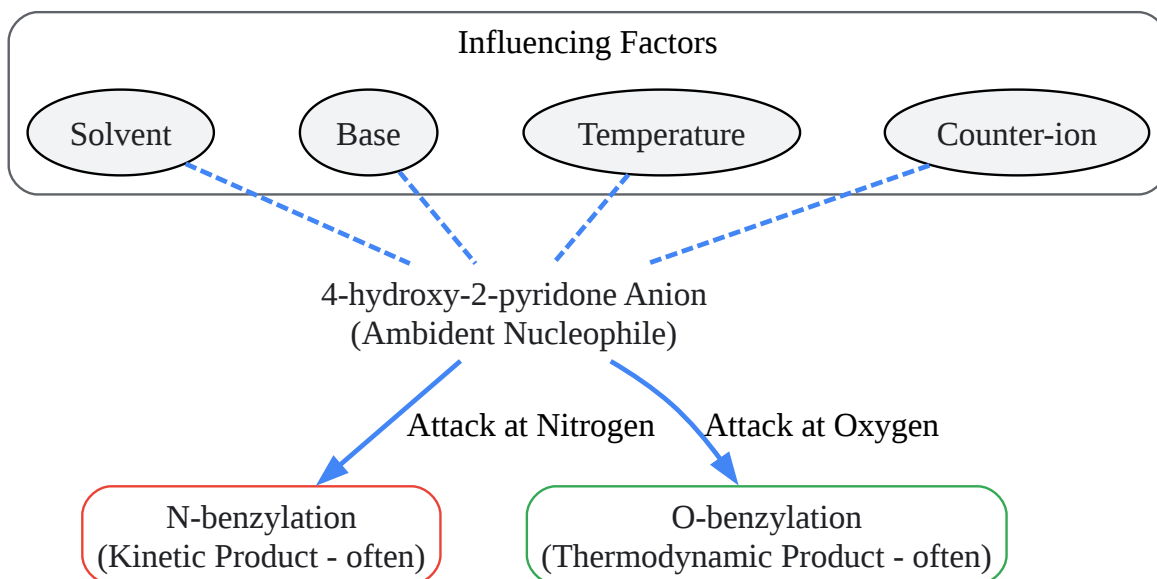 Influencing Factors
Solvent
Base
Temperature
Counter-ion
4-hydroxy-2-pyridone Anion
(Ambident Nucleophile)
Attack at Nitrogen
Attack at Oxygen
N-benzylation
(Kinetic Product - often)
O-benzylation
(Thermodynamic Product - often)